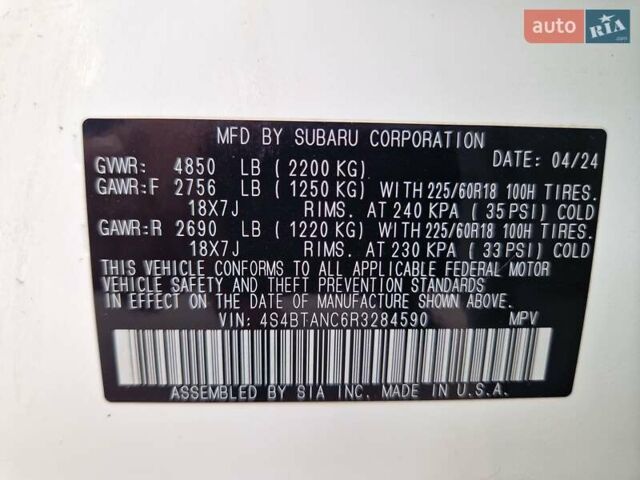 auto RIA.com
MFD BY SUBARU CORPORATION
GVWR: 4850 LB (2200 KG) DATE: 04/24
GAWR:F 2756 LB (1250 KG) WITH 225/60R18 100H TIRES.
18X7J RIMS. AT 240 KPA (35 PSI) COLD
GAWR:R 2690 LB (1220 KG) WITH 225/60R18 100H TIRES.
18X7J RIMS. AT 230 KPA (33 PSI) COLD
THIS VEHICLE CONFORMS TO ALL APPLICABLE FEDERAL MOTOR
VEHICLE SAFETY AND THEFT PREVENTION STANDARDS
IN EFFECT ON THE DATE OF MANUFACTURE SHOWN ABOVE.
VIN: 4S4BTANC6R3284590 MPV
ASSEMBLED BY SIA INC. MADE IN U.S.A.